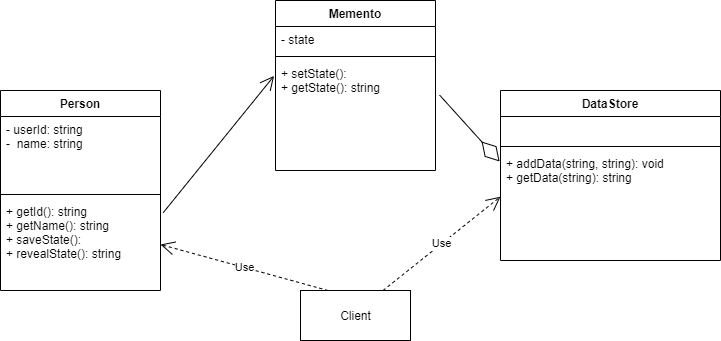 Memento
- state
+ setState():
+ getState(): string
Person
- userId: string
-  name: string
+ getId(): string
+ getName(): string
+ saveState():
+ revealState(): string
DataStore
+ addData(string, string): void
+ getData(string): string
Use
Use
Client